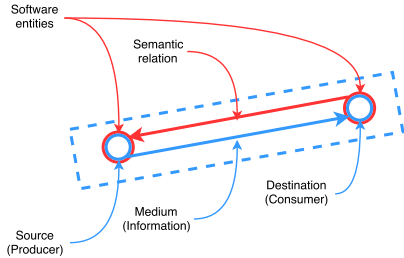 Software
entities
Semantic
relation
Destination
(Consumer)
Medium
(Information)
Source
(Producer)